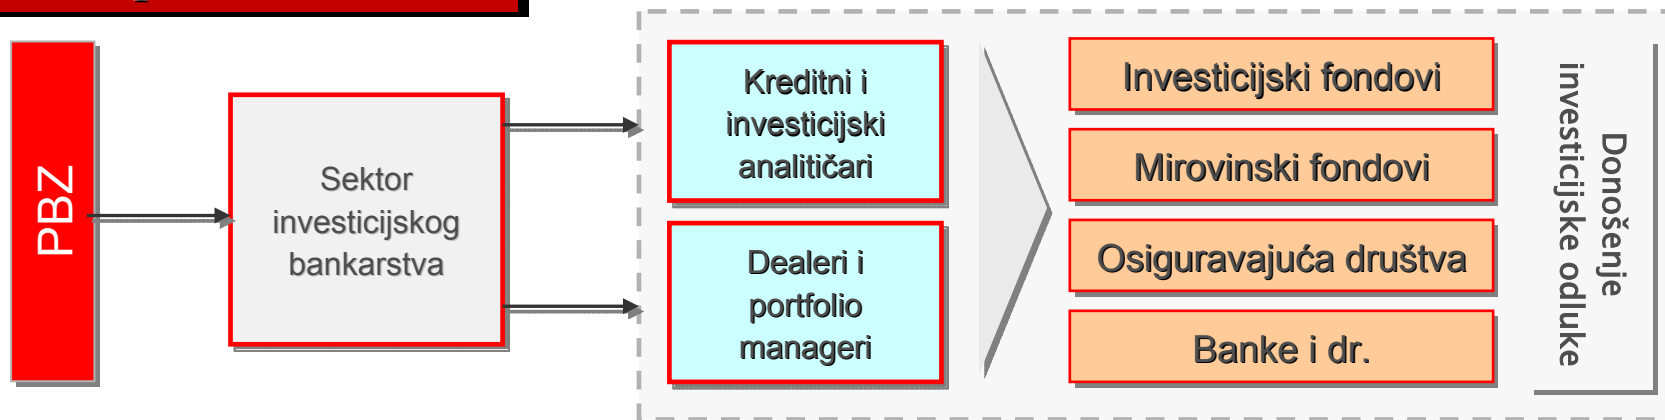 PBZ
Sektor
investicijskog
bankarstva
Kreditni i
investicijski
analitičari
Dealeri i
portfolio
manageri
Investicijski fondovi
Mirovinski fondovi
Osiguravajuća društva
Banke i dr.
Donošenje
investicijske odluke